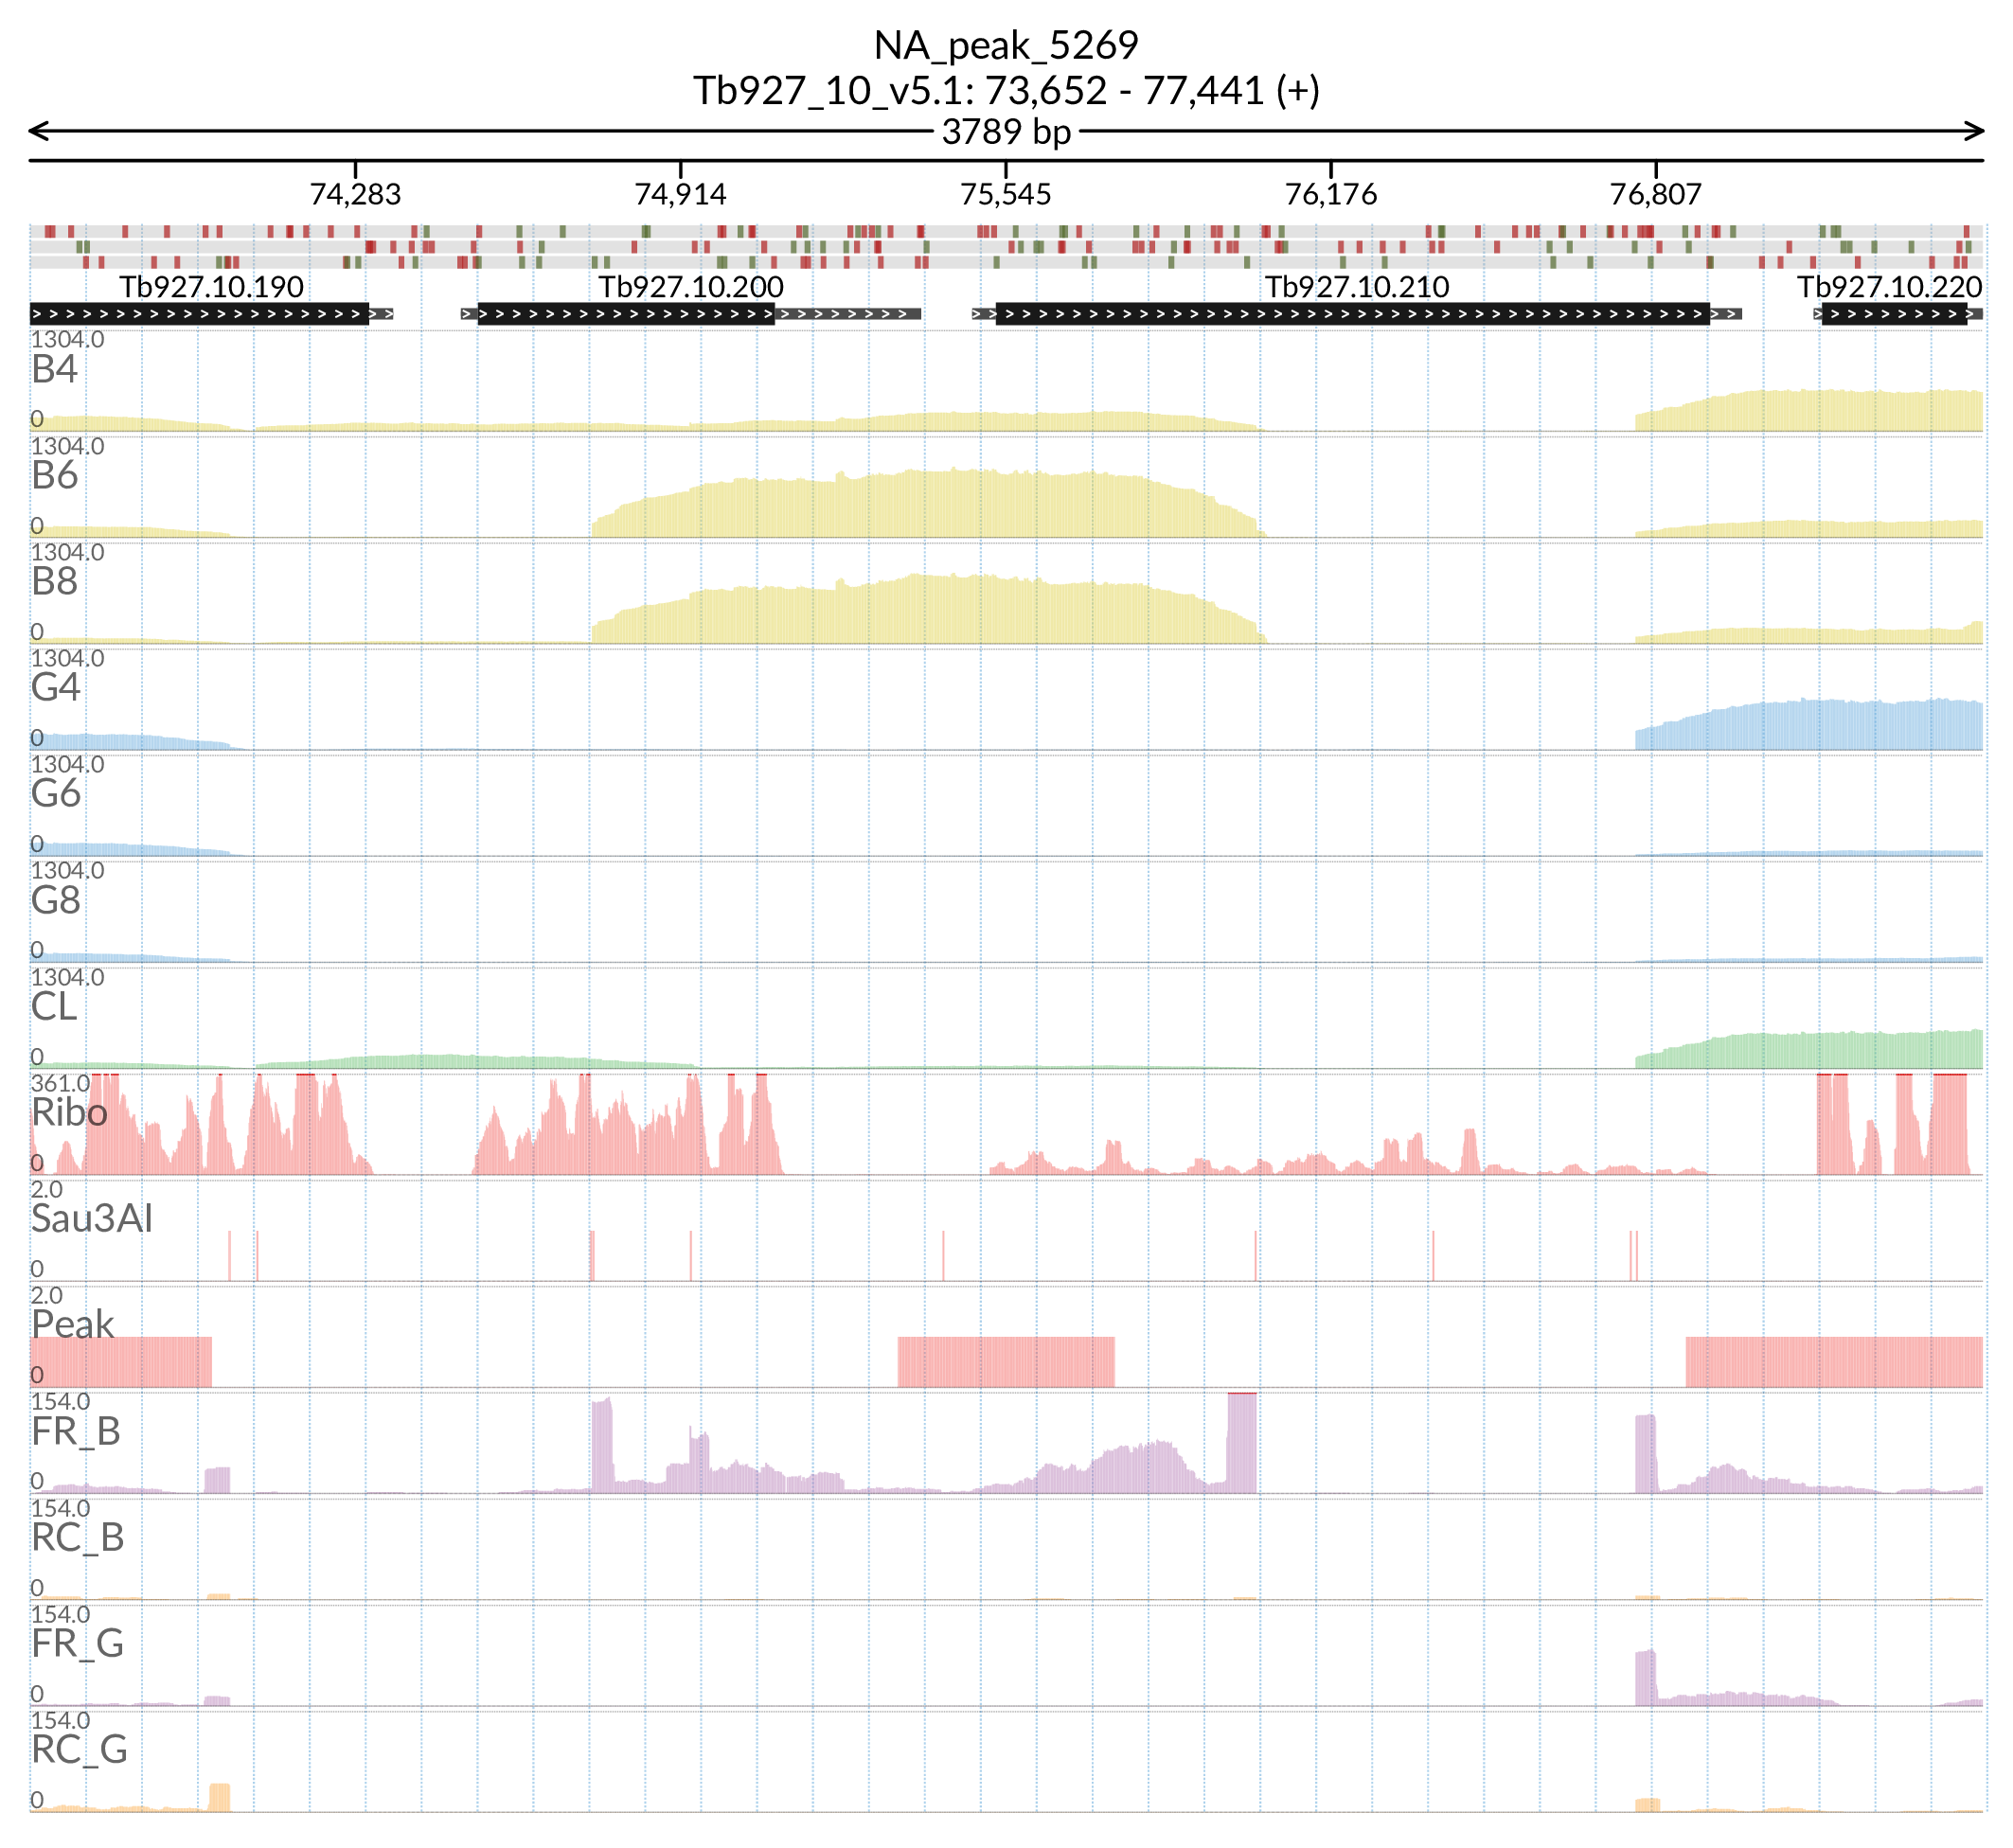 NA_peak_5269
Tb927_10_v5.1: 73,652 - 77,441 (+)
3789 bp
74,283 74,914 75,545 76,176 76,807
Tb927.10.190 Tb927.10.200 Tb927.10.210 Tb927.10.220
1304.0
B4
0
1304.0
B6
0
1304.0
B8
0
1304.0
G4
0
1304.0
G6
0
1304.0
G8
0
1304.0
CL
0
361.0
Ribo
0
2.0
Sau3AI
0
2.0
Peak
0
154.0
FR_B
0
154.0
RC_B
0
154.0
FR_G
0
154.0
RC_G
0